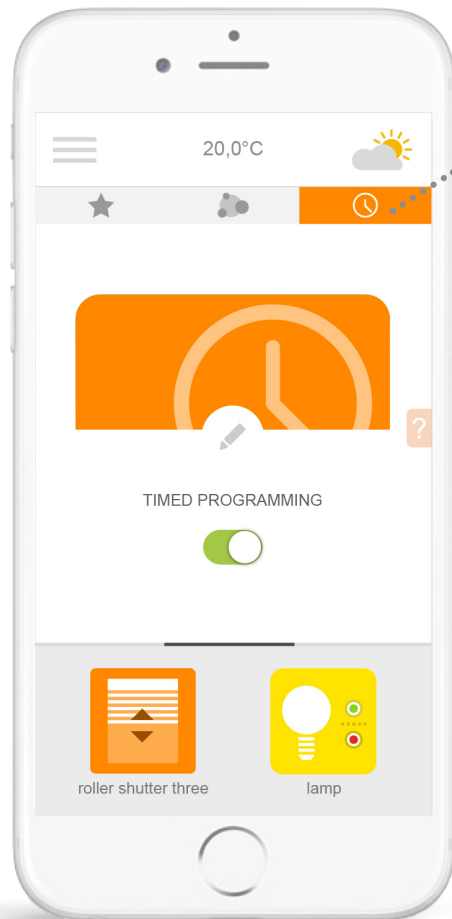 20,0°C
?
TIMED PROGRAMMING
roller shutter three
lamp